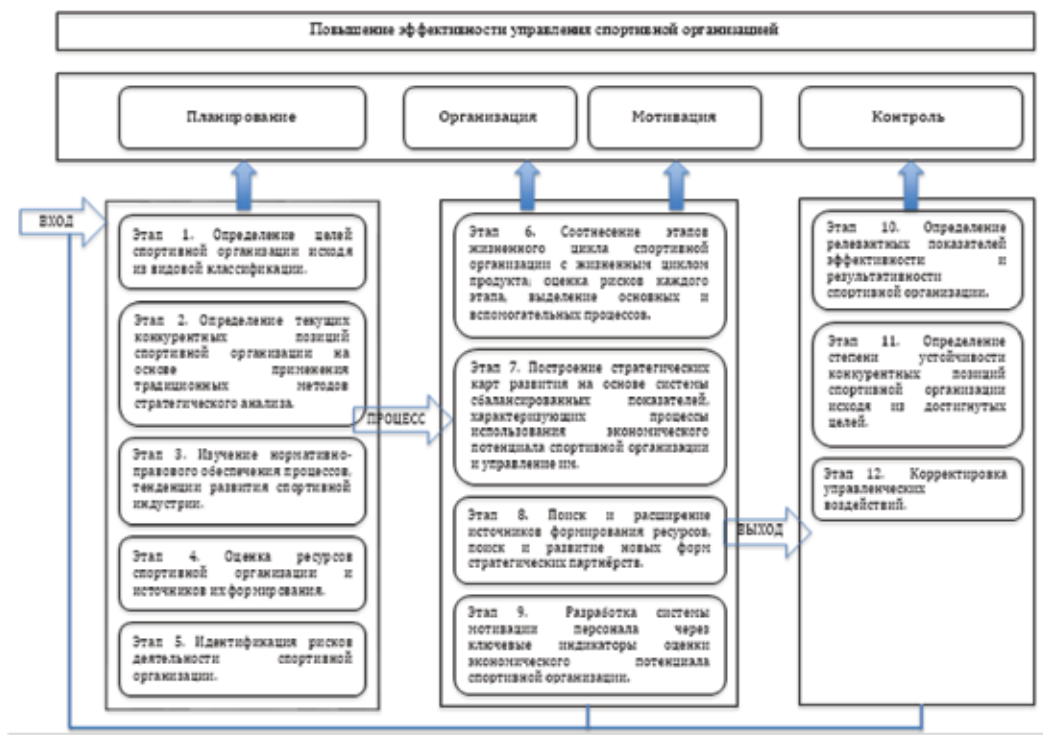 Повышение эффективности управления спортивной организацией
Планирование
Организация
Мотивация
Контроль
ВХОД
Этап 1. Определение целей
спортивной организации исходя
из видовой классификации.
Этап 2. Определение текущих
конкурентных позиций
спортивной организации на
основе применения
традиционных методов
стратегического анализа.
Этап 3. Изучение нормативно-
правового обеспечения процессов,
тенденции развития спортивной
индустрии.
Этап 4. Оценка ресурсов
спортивной организации и
источников их формирования.
Этап 5. Идентификация рисков
деятельности спортивной
организации.
ПРОЦЕСС
Этап 6. Соотнесение этапов
жизненного цикла спортивной
организации с жизненным циклом
продукта; оценка рисков каждого
этапа, выделение основных и
вспомогательных процессов.
Этап 7. Построение стратегических
карт развития на основе системы
сбалансированных показателей,
характеризующих процессы
использования экономического
потенциала спортивной организации
и управление им.
Этап 8. Поиск и расширение
источников формирования ресурсов,
поиск и развитие новых форм
стратегических партнёрств.
Этап 9. Разработка системы
мотивации персонала через
ключевые индикаторы оценки
экономического потенциала
спортивной организации.
ВЫХОД
Этап 10. Определение
релевантных показателей
эффективности и
результативности
спортивной организации.
Этап 11. Определение
степени устойчивости
конкурентных позиций
спортивной организации
исходя из достигнутых
целей.
Этап 12. Корректировка
управленческих
воздействий.